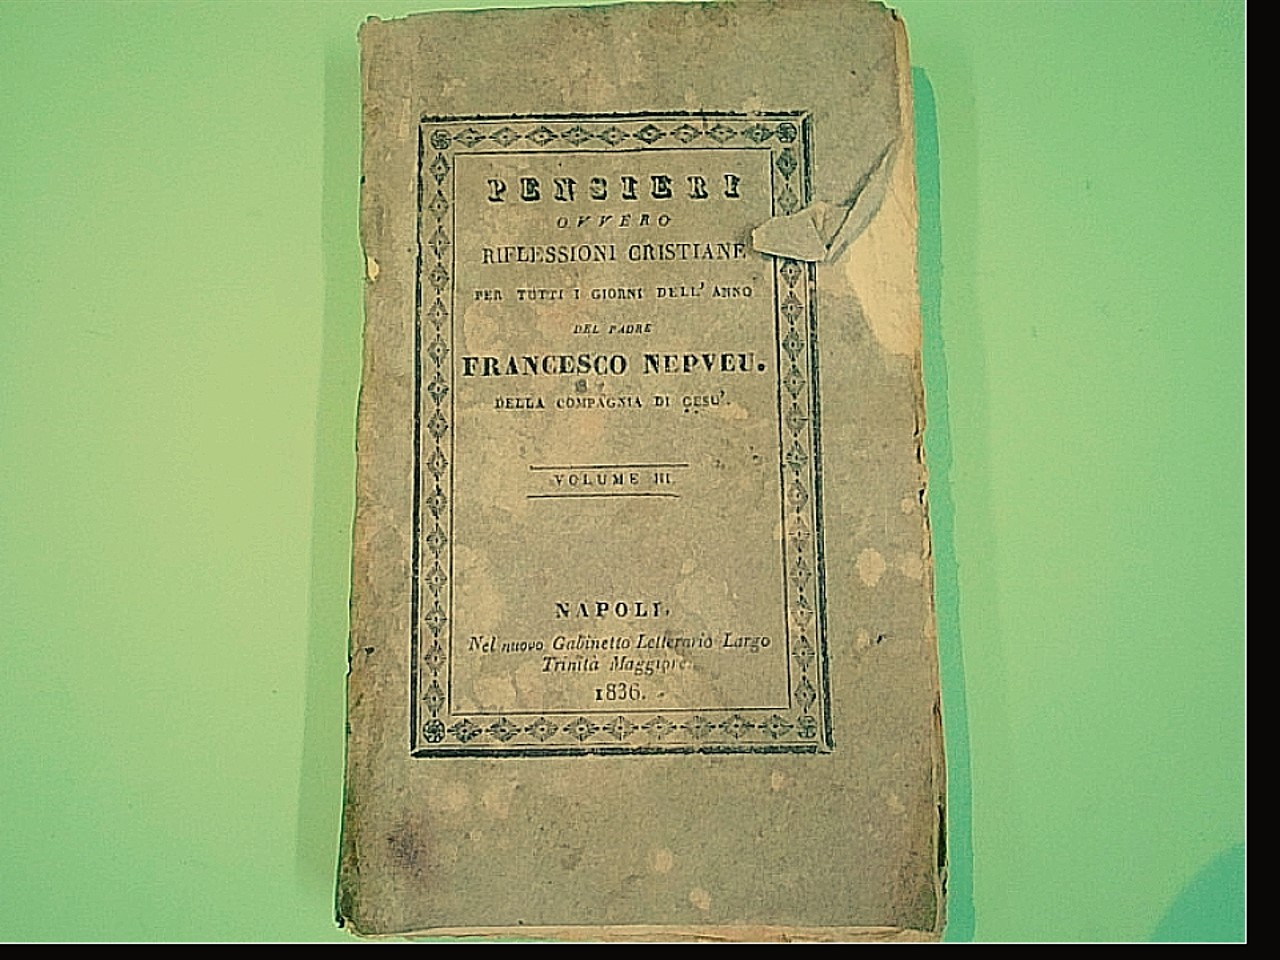 PENSIERI
OVVERO
RIFLESSIONI CRISTIANE
PER TUTTI I GIORNI DELL' ANNO
DEL PADRE
FRANCESCO NEPVEU.
DELLA COMPAGNIA DI GESU'.
VOLUME III
NAPOLI.
Nel nuovo Gabinetto Letterario Largo
Trinità Maggiore.
1836.